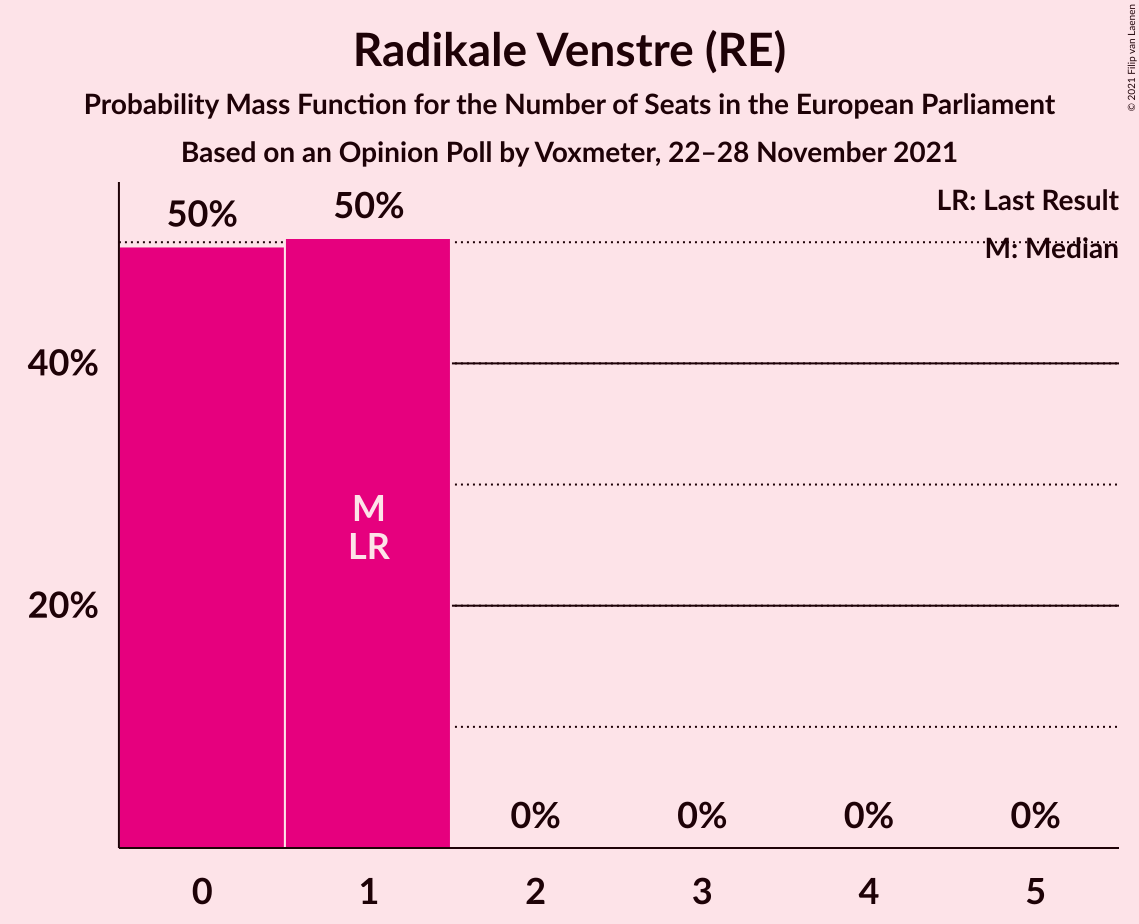 Radikale Venstre (RE)
Probability Mass Function for the Number of Seats in the European Parliament
Based on an Opinion Poll by Voxmeter, 22–28 November 2021
© 2021 Filip van Laenen
LR: Last Result
M: Median
50%
50%
40%
20%
M
LR
0%
0%
0%
0%
0
1
2
3
4
5